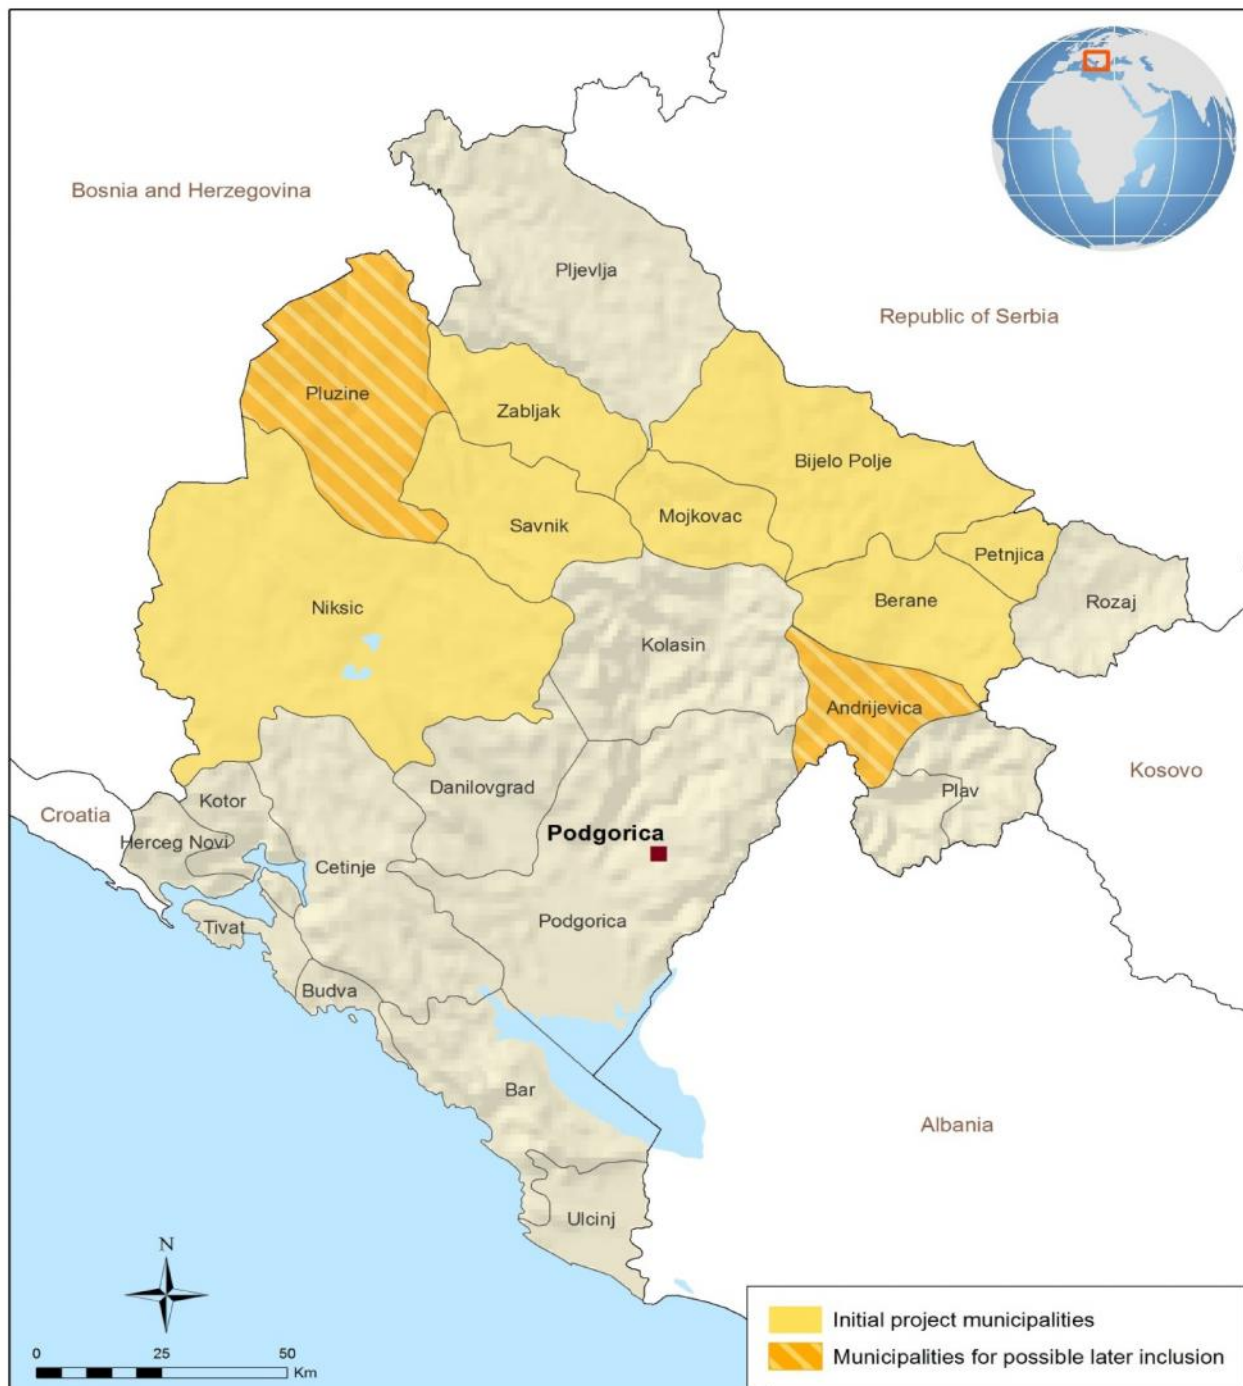 Bosnia and Herzegovina
Pljevlja
Republic of Serbia
Pluzine
Zabljak
Bijelo Polje
Mojkovac
Savnik
Petnjica
Niksic
Berane
Rozaj
Kolasin
Andrijevica
Kosovo
Danilovgrad
Plav
Kotor
Croatia
Podgorica
Herceg Novi
Cetinje
Podgorica
Tivat
Budva
Bar
Albania
Ulcinj
N
0 25 50
Km
Initial project municipalities
Municipalities for possible later inclusion